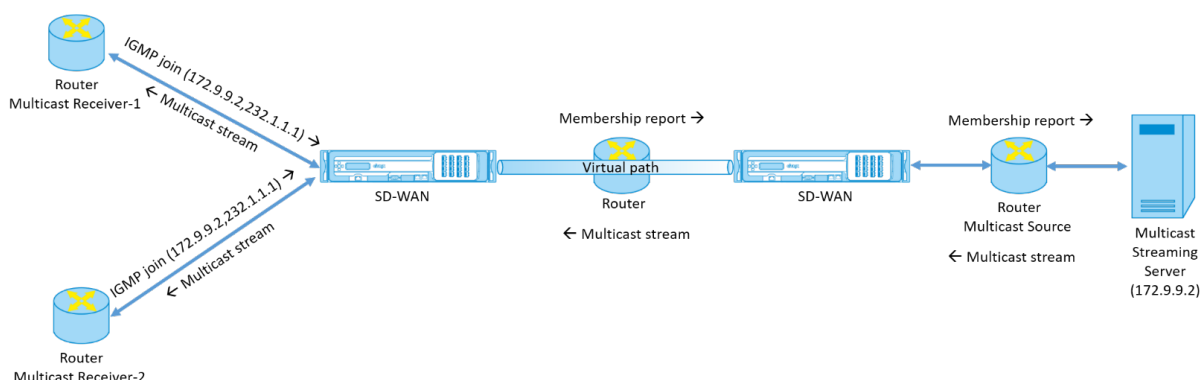 IGMP join (172.9.9.2,232.1.1.1) →
← Multicast stream
Router
Multicast Receiver-1
Membership report →
Virtual path
Router
← Multicast stream
SD-WAN
SD-WAN
Membership report →
Router
Multicast Source
← Multicast stream
Multicast
Streaming
Server
(172.9.9.2)
IGMP join (172.9.9.2,232.1.1.1) →
← Multicast stream
Router
Multicast Receiver-2